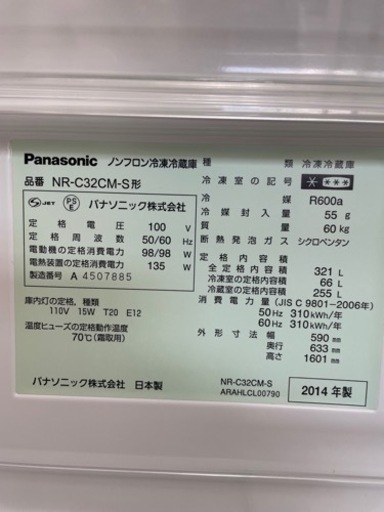 Panasonic ノンフロン冷凍冷蔵庫
品番 NR-C32CM-S形
JET PSE パナソニック株式会社
定格電圧 100 V
定格周波数 50/60 Hz
電動機の定格消費電力 98/98 W
電熱装置の定格消費電力 135 W
製造番号 A 4507885
庫内灯の定格、種類
110V 15W T20 E12
温度ヒューズの定格動作温度
70℃(霜取用)
パナソニック株式会社 日本製
種類 冷凍冷蔵庫
冷凍室の記号 ****
冷媒 R600a
冷媒封入量 55 g
質量 60 kg
断熱発泡ガス シクロペンタン
定格内容積
全定格内容積 321 L
冷凍室の定格内容積 66 L
冷蔵室の定格内容積 255 L
消費電力量(JIS C 9801-2006年)
50Hz 310 kWh/年
60Hz 310 kWh/年
外形寸法 幅 590 mm
奥行 633 mm
高さ 1601 mm
NR-C32CM-S
ARAHLCL00790
2014年製